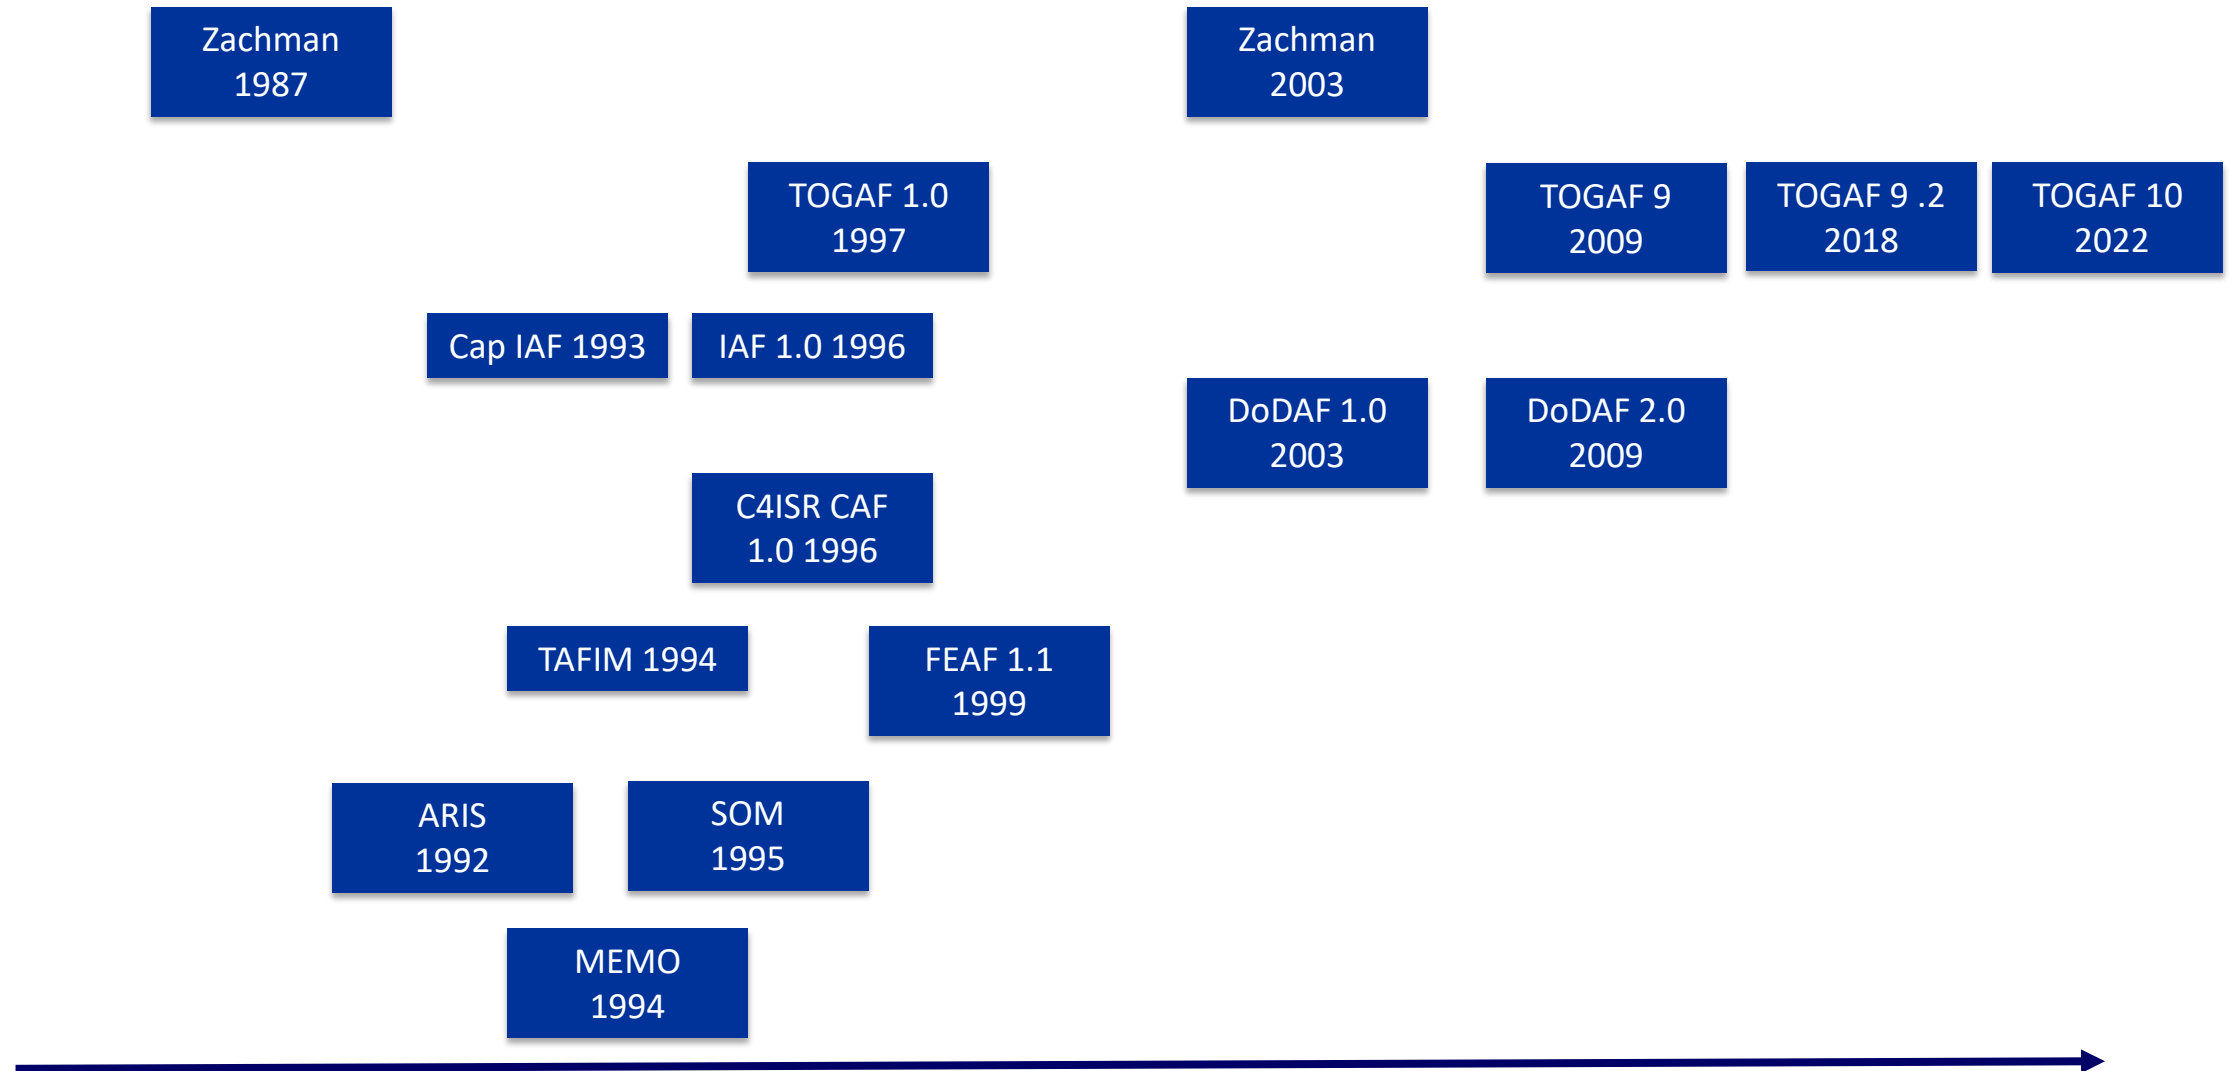 Zachman
1987
Zachman
2003
TOGAF 1.0
1997
TOGAF 9
2009
TOGAF 9 .2
2018
TOGAF 10
2022
Cap IAF 1993
IAF 1.0 1996
DoDAF 1.0
2003
DoDAF 2.0
2009
C4ISR CAF
1.0 1996
TAFIM 1994
FEAF 1.1
1999
ARIS
1992
SOM
1995
MEMO
1994